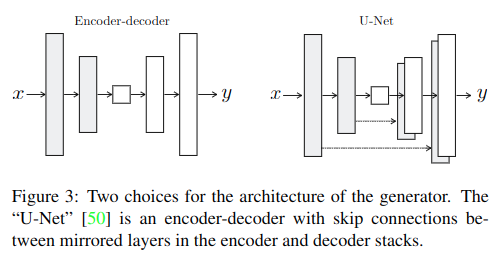 Encoder-decoder
U-Net
x
y
x
y
Figure 3: Two choices for the architecture of the generator. The
“U-Net” [50] is an encoder-decoder with skip connections be-
tween mirrored layers in the encoder and decoder stacks.